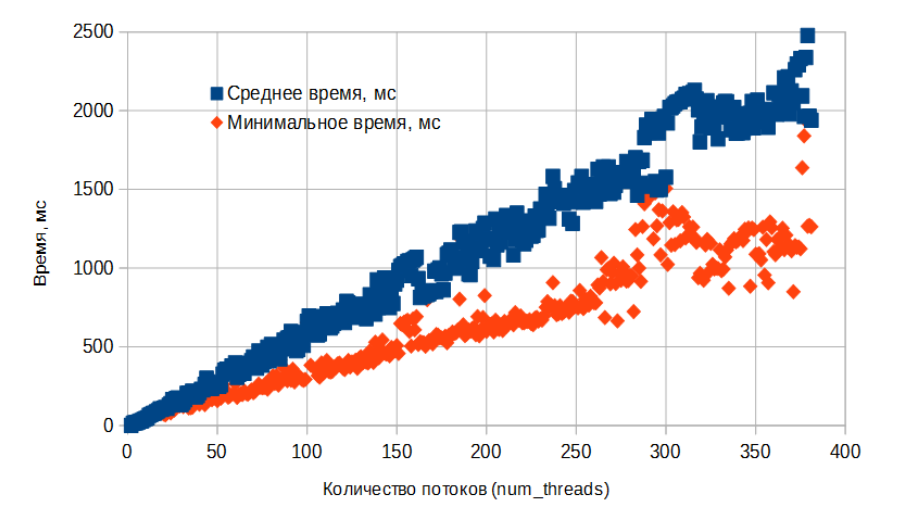 2500
2000
1500
1000
500
0
Время, мс
Среднее время, мс
Минимальное время, мс
0 50 100 150 200 250 300 350 400
Количество потоков (num_threads)